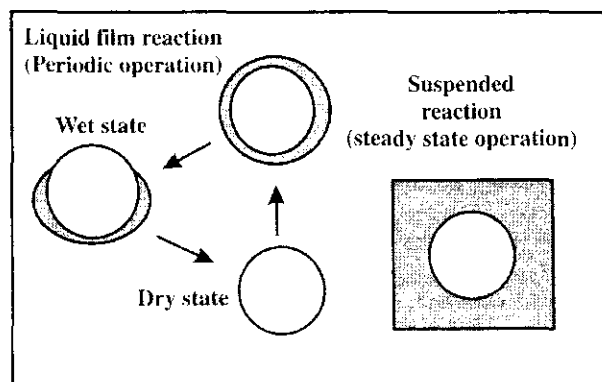 Liquid film reaction
(Periodic operation)
Wet state
Dry state
Suspended
reaction
(steady state operation)